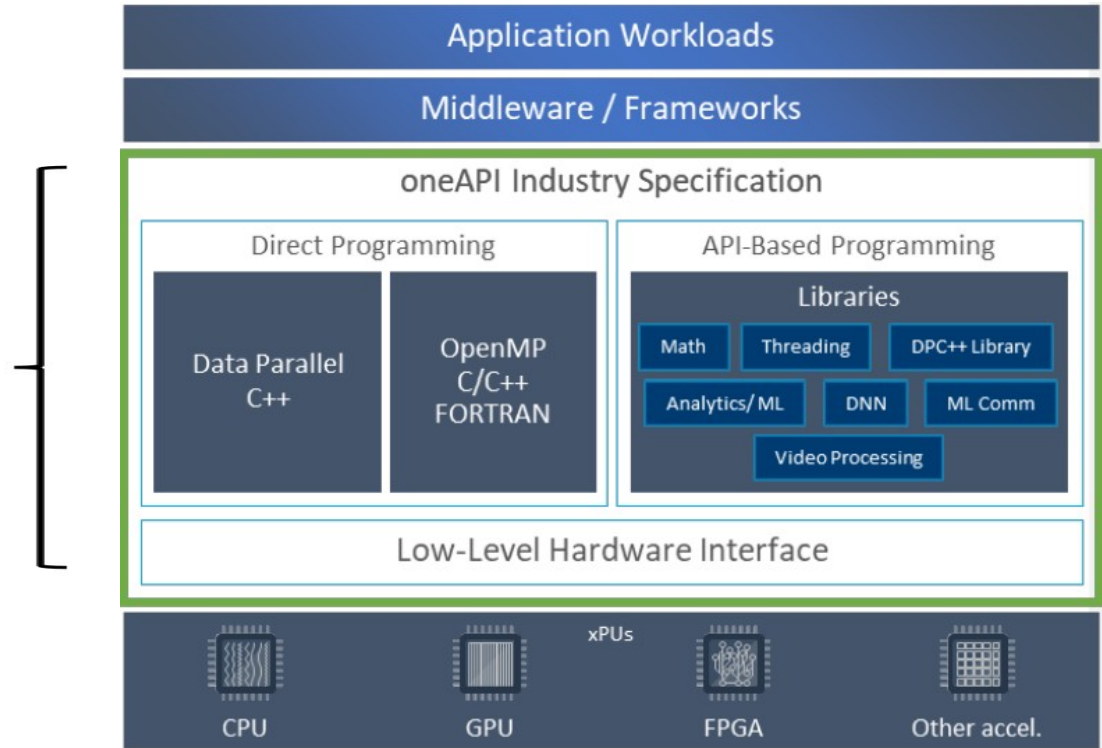 Application Workloads
Middleware / Frameworks
oneAPI Industry Specification
Direct Programming
Data Parallel
C++
OpenMP
C/C++
FORTRAN
API-Based Programming
Libraries
Math
Threading
DPC++ Library
Analytics/ ML
DNN
ML Comm
Video Processing
Low-Level Hardware Interface
xPUs
CPU
GPU
FPGA
Other accel.